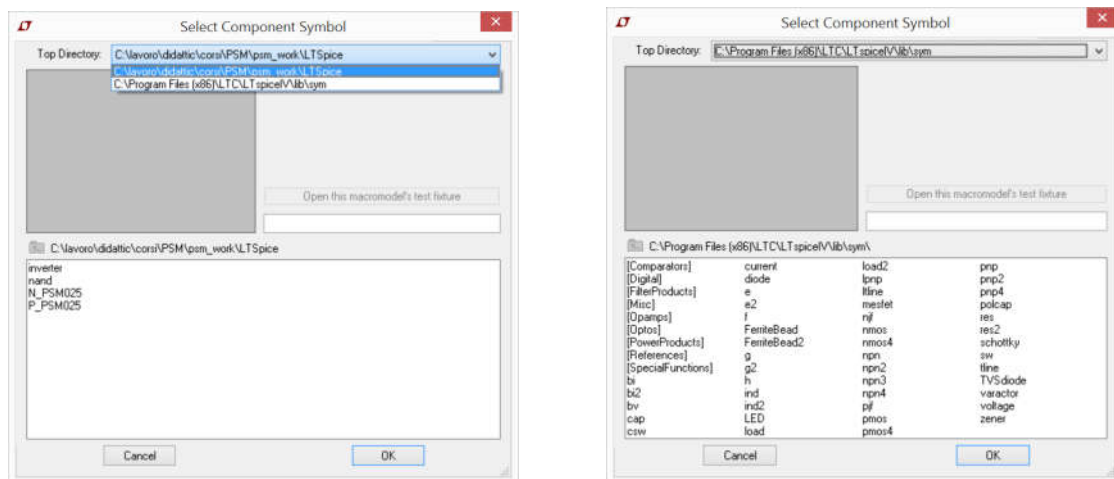 Select Component Symbol
Top Directory: C:\lavoro\didattic\corsi\PSM\psm_work\LTSpice
C:\lavoro\didattic\corsi\PSM\psm_work\LTSpice
C:\Program Files (x86)\LTC\LTspiceIV\lib\sym
Open this macromodel's test fixture
C:\lavoro\didattic\corsi\PSM\psm_work\LTSpice
inverter
nand
N_PSM025
P_PSM025
Cancel OK
Select Component Symbol
Top Directory: C:\Program Files (x86)\LTC\LTspiceIV\lib\sym
Open this macromodel's test fixture
C:\Program Files (x86)\LTC\LTspiceIV\lib\sym\
[Comparators] current load2 pnp
[Digital] diode lpnp pnp2
[FilterProducts] e ltline pnp4
[Misc] e2 mesfet polcap
[Opamps] f njf res
[Optos] FerriteBead nmos res2
[PowerProducts] FerriteBead2 nmos4 schottky
[References] g npn sw
[SpecialFunctions] g2 npn2 tline
bi h npn3 TVSdiode
bi2 ind npn4 varactor
bv ind2 pjf voltage
cap LED pmos zener
csw load pmos4
Cancel OK